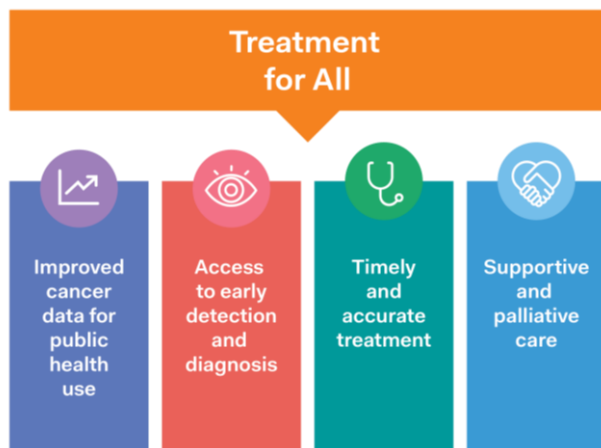 Treatment
for All
Improved
cancer
data for
public
health
use
Access
to early
detection
and
diagnosis
Timely
and
accurate
treatment
Supportive
and
palliative
care